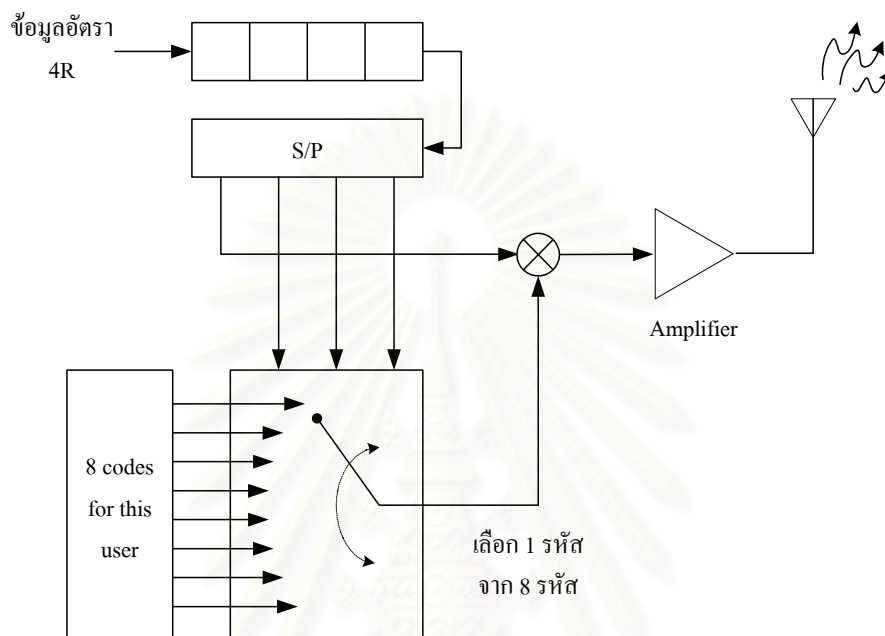 ข้อมูลอัตรา
4R
S/P
Amplifier
8 codes
for this
user
เลือก 1 รหัส
จาก 8 รหัส